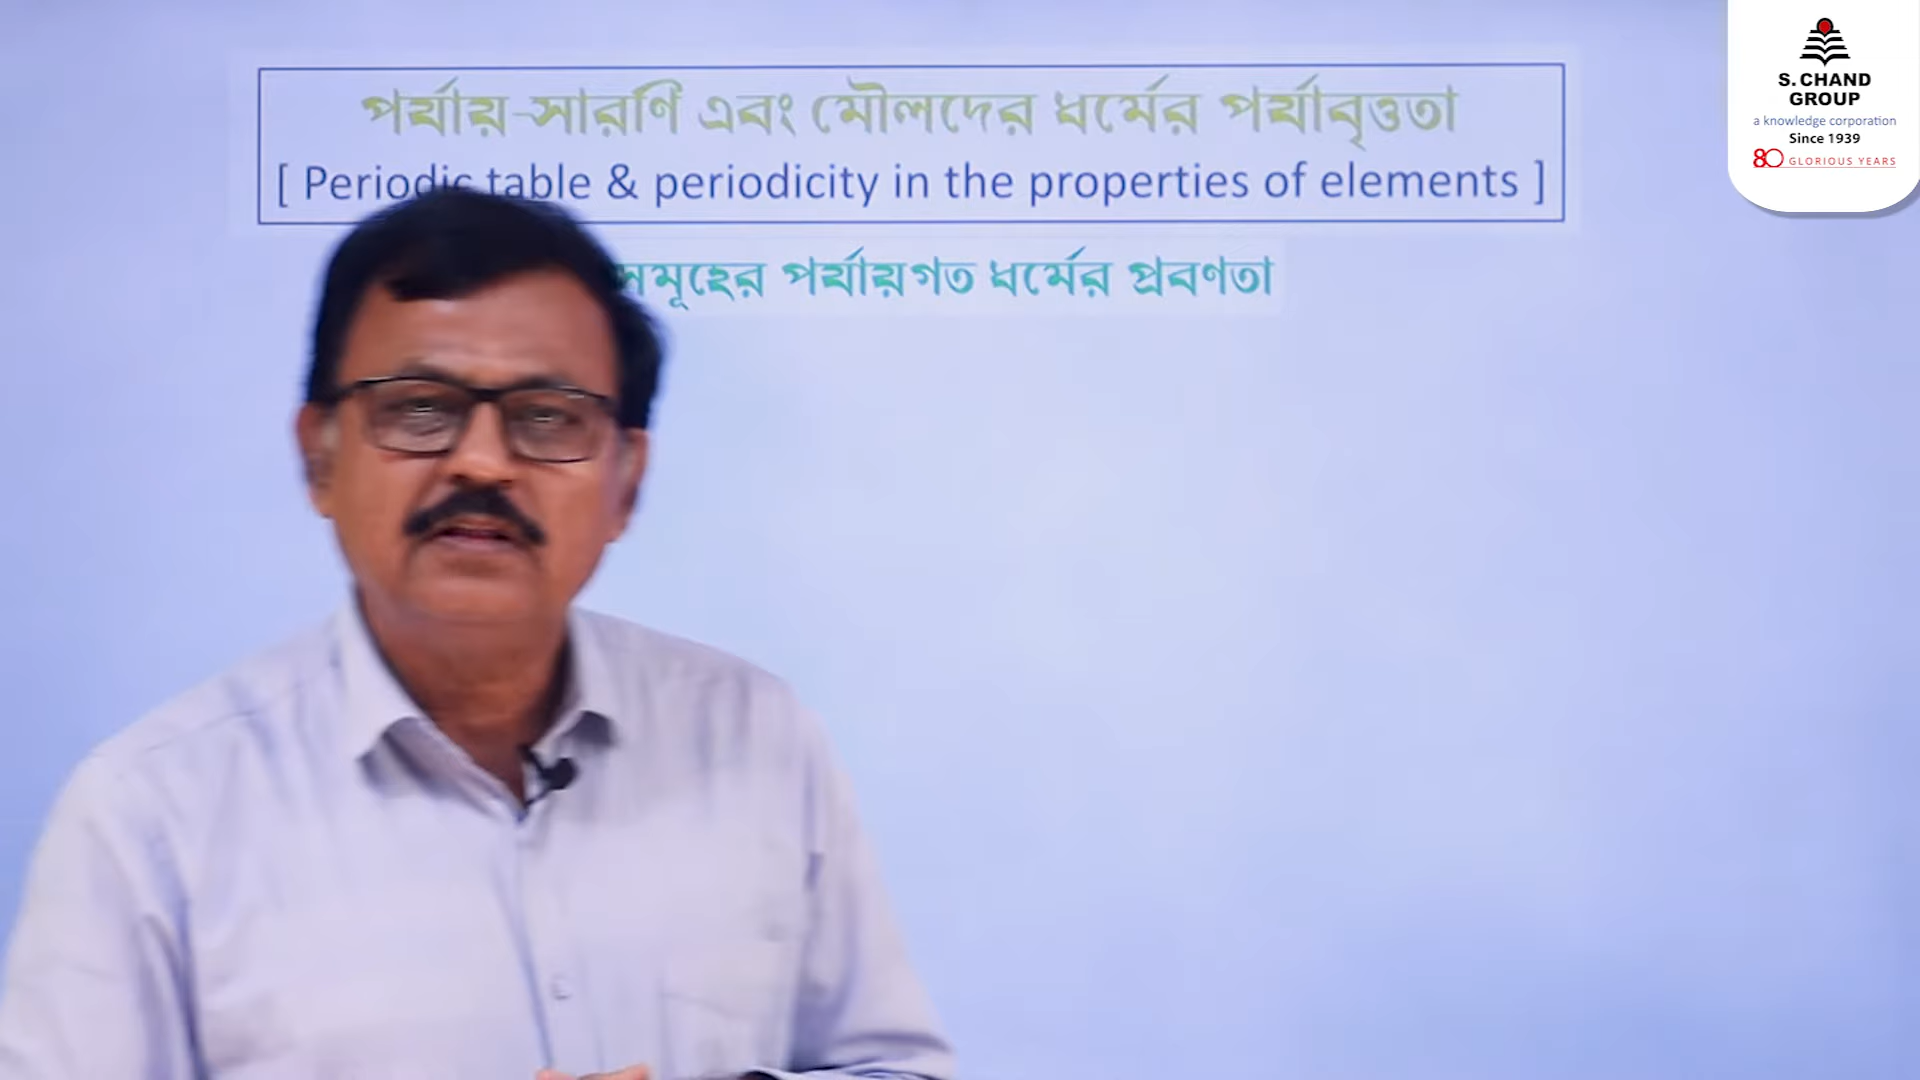 পর্যায়-সারণি এবং মৌলদের ধর্মের পর্যাবৃত্ততা
[ Periodic table & periodicity in the properties of elements ]
সমূহের পর্যায়গত ধর্মের প্রবণতা
S. CHAND
GROUP
a knowledge corporation
Since 1939
80 GLORIOUS YEARS